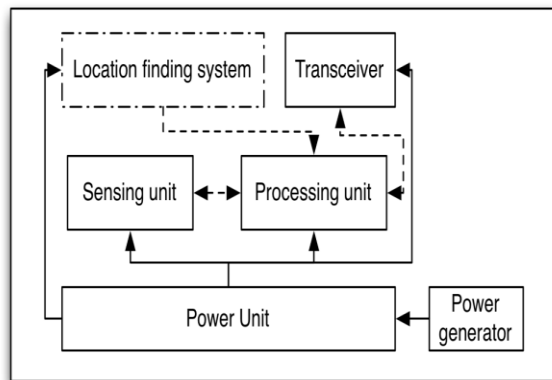 Location finding system
Transceiver
Sensing unit
Processing unit
Power Unit
Power
generator